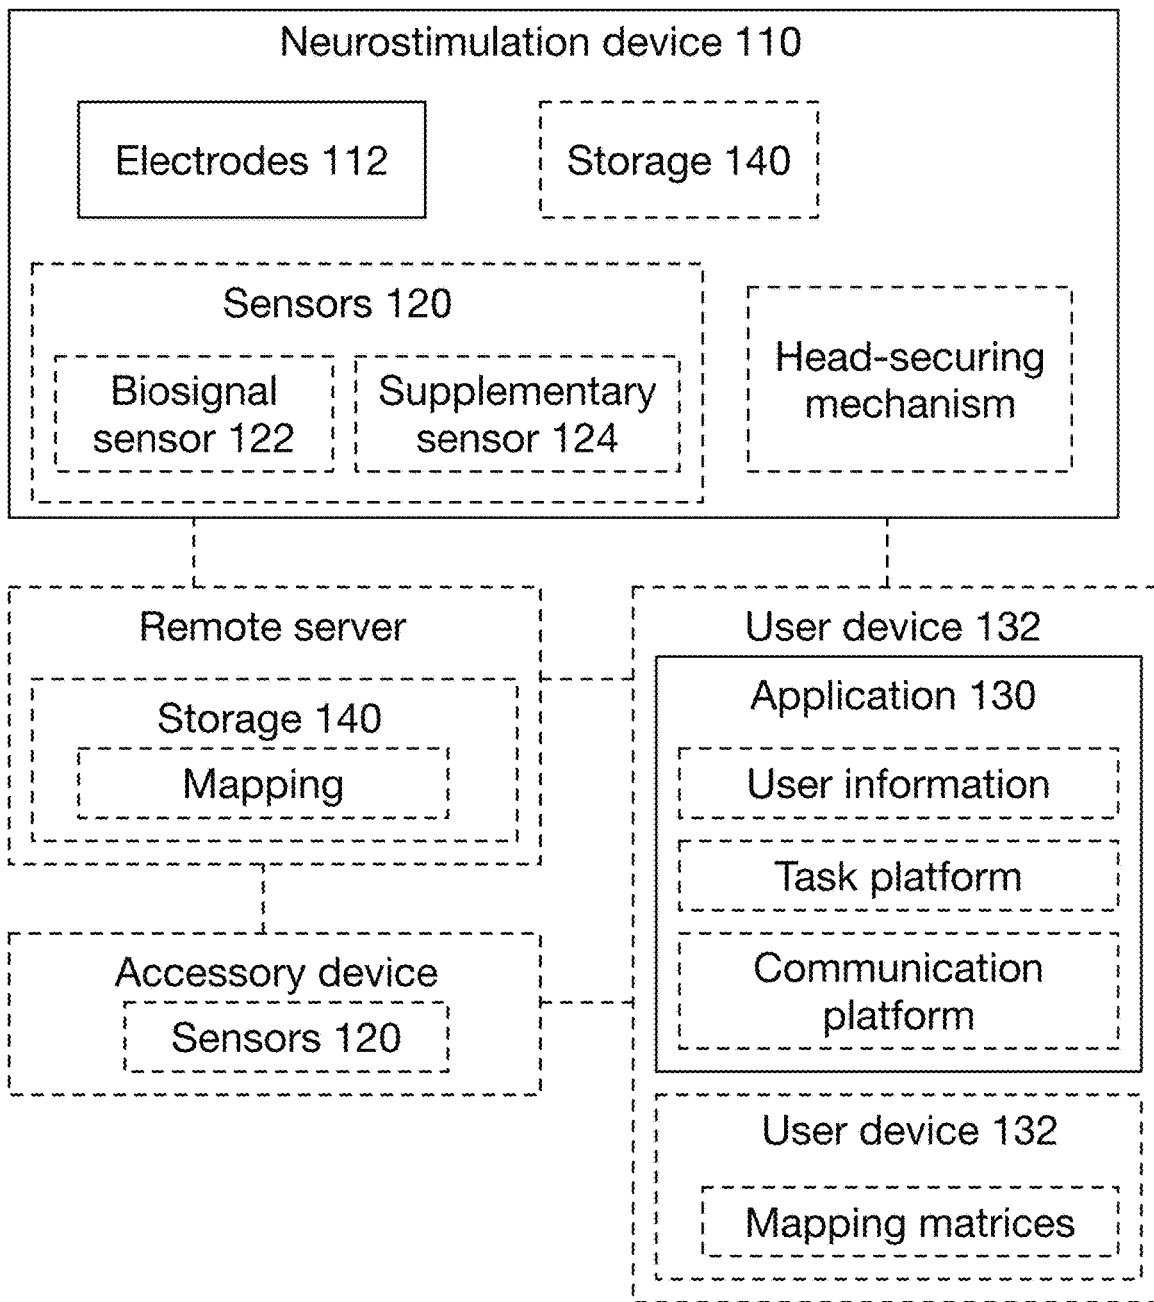 Neurostimulation device 110
Electrodes 112
Storage 140
Sensors 120
Biosignal
sensor 122
Supplementary
sensor 124
Head-securing
mechanism
Remote server
Storage 140
Mapping
Accessory device
Sensors 120
User device 132
Application 130
User information
Task platform
Communication
platform
User device 132
Mapping matrices